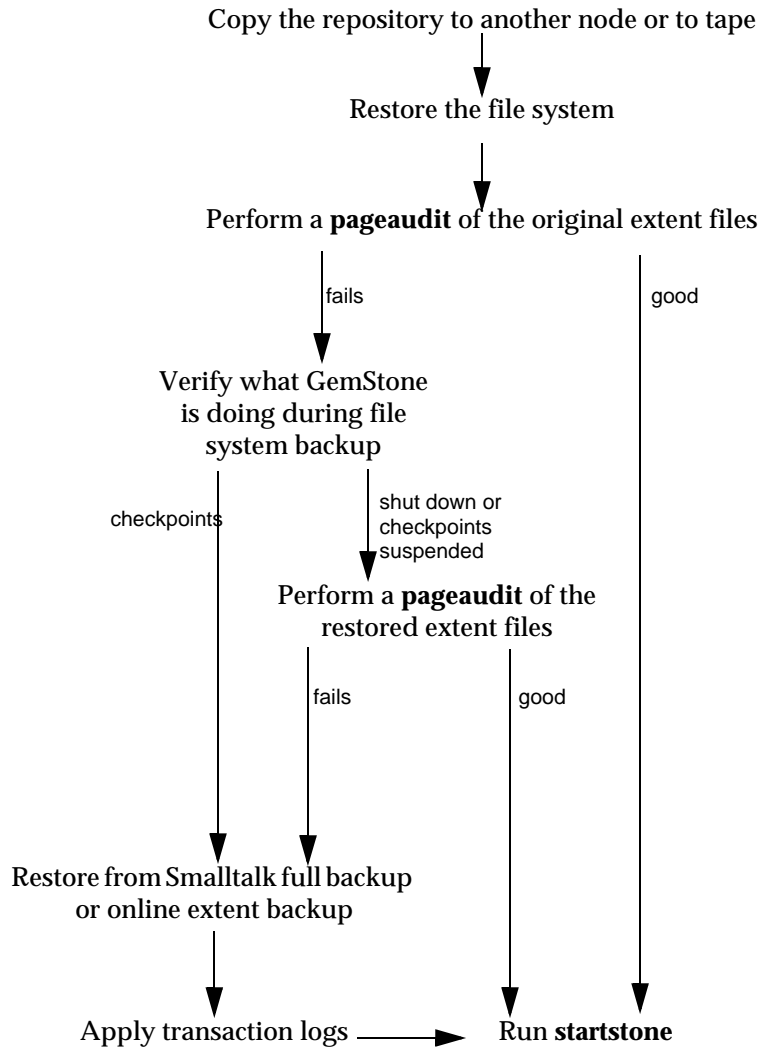 Copy the repository to another node or to tape
Restore the file system
Perform a pageaudit of the original extent files
fails
good
Verify what GemStone
is doing during file
system backup
checkpoints
shut down or
checkpoints
suspended
Perform a pageaudit of the
restored extent files
fails
good
Restore from Smalltalk full backup
or online extent backup
Apply transaction logs
Run startstone